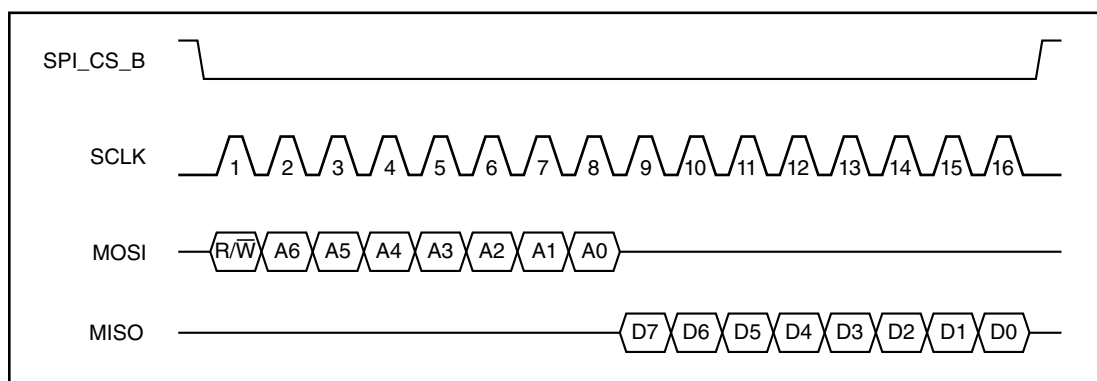 SPI_CS_B
SCLK
1 2 3 4 5 6 7 8 9 10 11 12 13 14 15 16
MOSI
R/W̅ A6 A5 A4 A3 A2 A1 A0
MISO
D7 D6 D5 D4 D3 D2 D1 D0